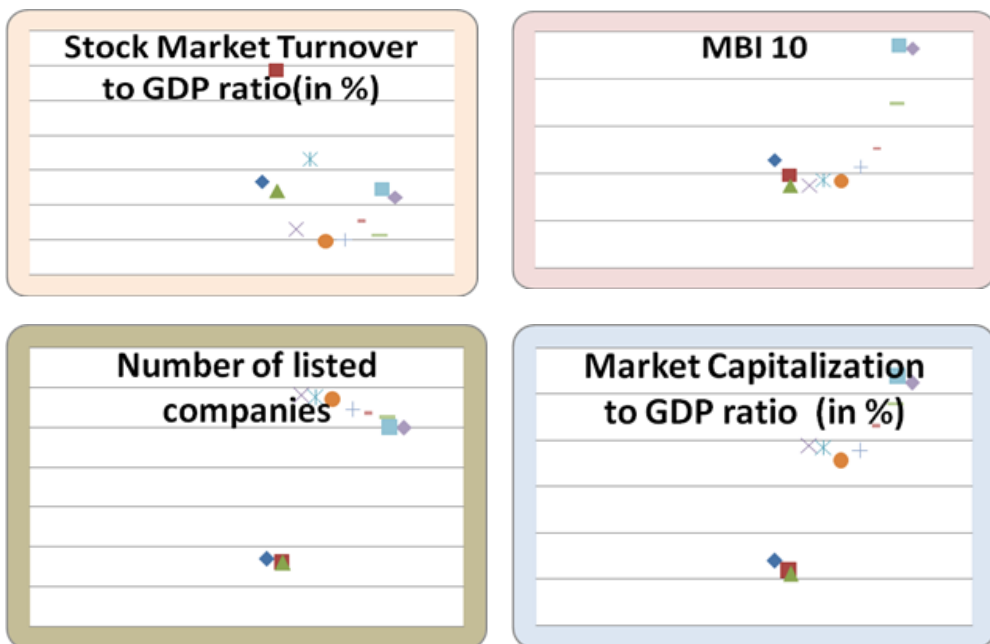 Stock Market Turnover
to GDP ratio(in %)
MBI 10
Number of listed
companies
Market Capitalization
to GDP ratio (in %)